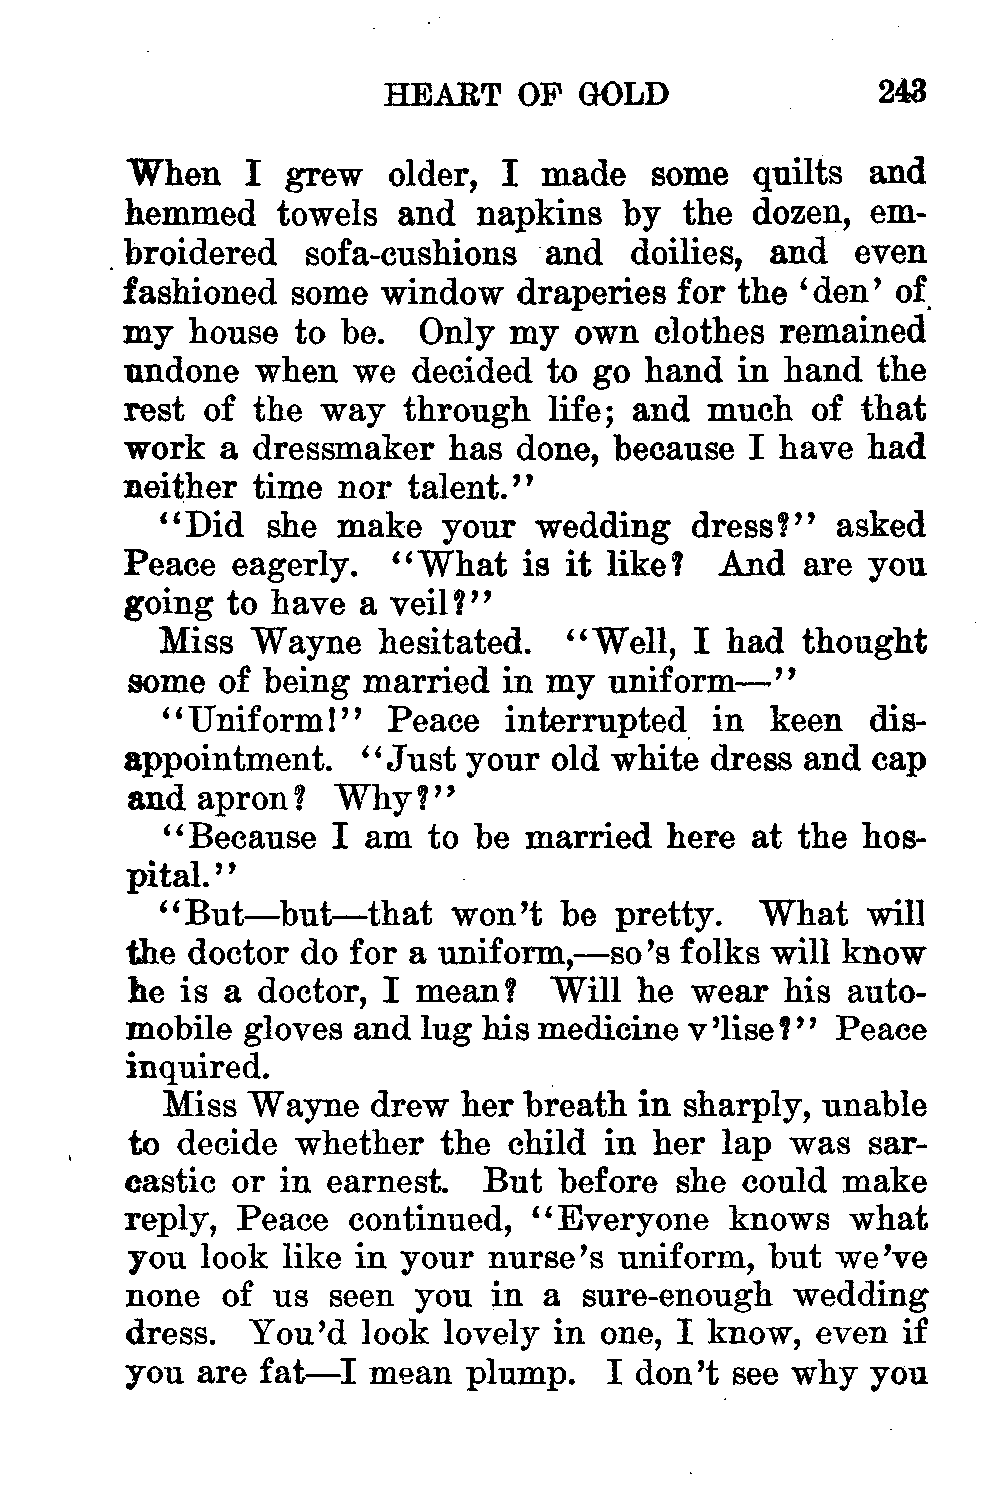 HEART OF GOLD 243
When I grew older, I made some quilts and
hemmed towels and napkins by the dozen, em-
broidered sofa-cushions and doilies, and even
fashioned some window draperies for the ‘den’ of
my house to be. Only my own clothes remained
undone when we decided to go hand in hand the
rest of the way through life; and much of that
work a dressmaker has done, because I have had
neither time nor talent.”
“Did she make your wedding dress?” asked
Peace eagerly. “What is it like? And are you
going to have a veil?”
Miss Wayne hesitated. “Well, I had thought
some of being married in my uniform—”
“Uniform!” Peace interrupted in keen dis-
appointment. “Just your old white dress and cap
and apron? Why?”
“Because I am to be married here at the hos-
pital.”
“But—but—that won’t be pretty. What will
the doctor do for a uniform,—so’s folks will know
he is a doctor, I mean? Will he wear his auto-
mobile gloves and lug his medicine v’lise?” Peace
inquired.
Miss Wayne drew her breath in sharply, unable
to decide whether the child in her lap was sar-
castic or in earnest. But before she could make
reply, Peace continued, “Everyone knows what
you look like in your nurse’s uniform, but we’ve
none of us seen you in a sure-enough wedding
dress. You’d look lovely in one, I know, even if
you are fat—I mean plump. I don’t see why you